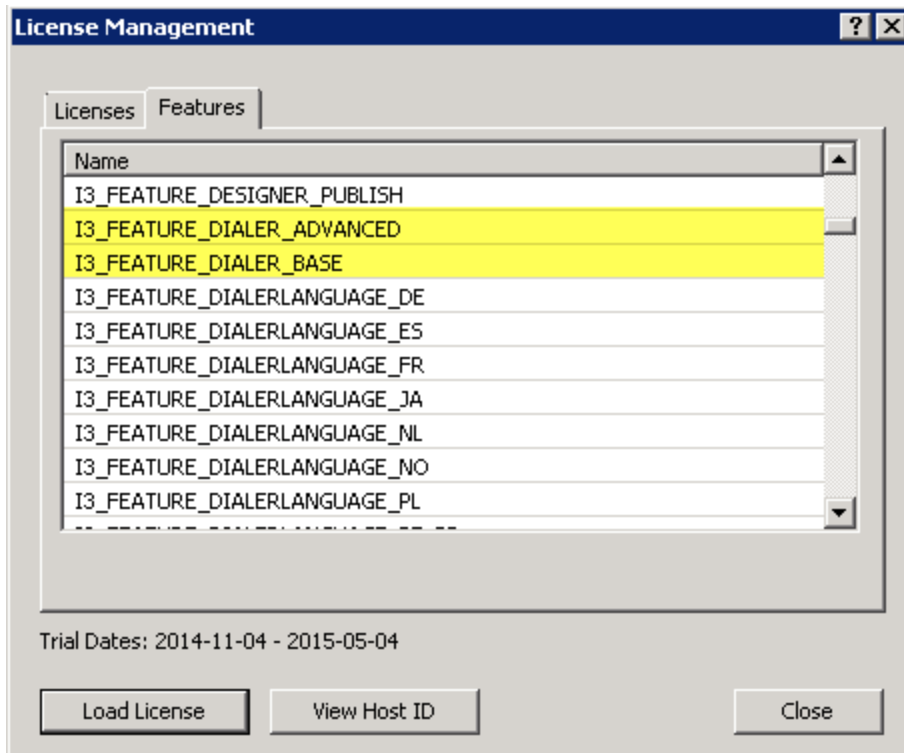 License Management
Licenses Features
Name
I3_FEATURE_DESIGNER_PUBLISH
I3_FEATURE_DIALER_ADVANCED
I3_FEATURE_DIALER_BASE
I3_FEATURE_DIALERLANGUAGE_DE
I3_FEATURE_DIALERLANGUAGE_ES
I3_FEATURE_DIALERLANGUAGE_FR
I3_FEATURE_DIALERLANGUAGE_JA
I3_FEATURE_DIALERLANGUAGE_NL
I3_FEATURE_DIALERLANGUAGE_NO
I3_FEATURE_DIALERLANGUAGE_PL
Trial Dates: 2014-11-04 - 2015-05-04
Load License View Host ID Close